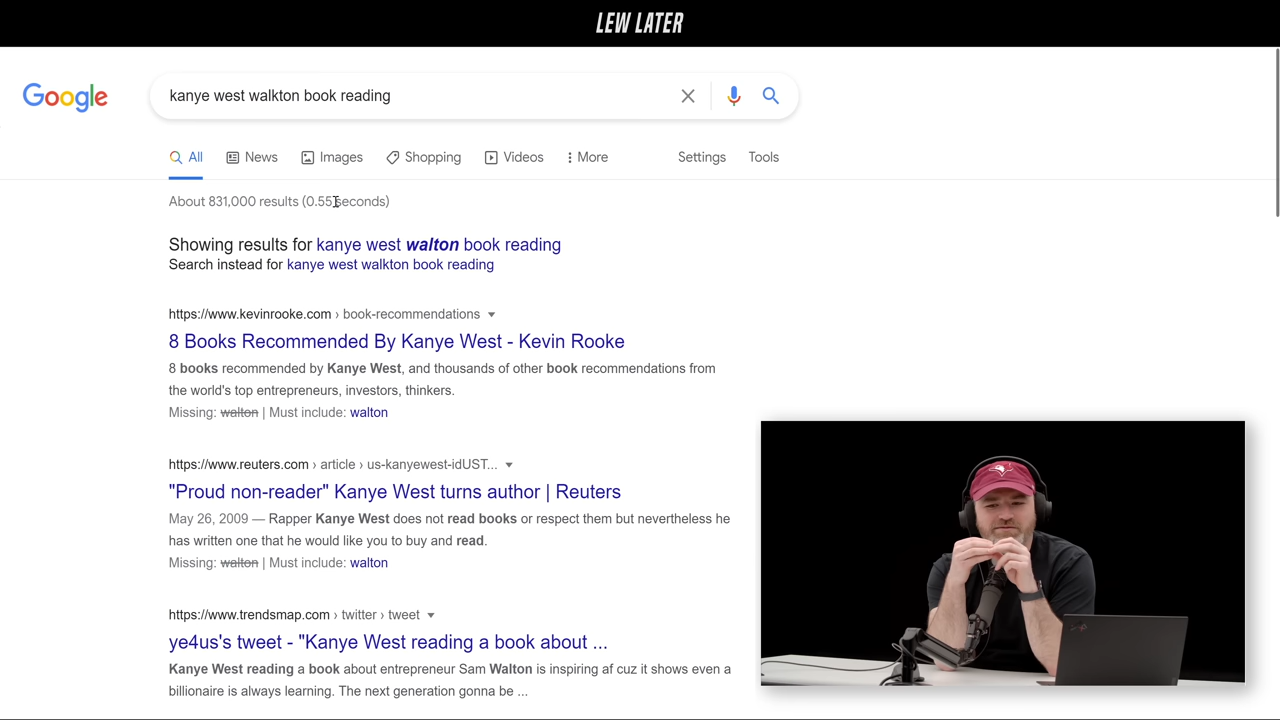 LEW LATER
Google
kanye west walkton book reading
All News Images Shopping Videos More Settings Tools
About 831,000 results (0.55 seconds)
Showing results for kanye west walton book reading
Search instead for kanye west walkton book reading
https://www.kevinrooke.com › book-recommendations
8 Books Recommended By Kanye West - Kevin Rooke
8 books recommended by Kanye West, and thousands of other book recommendations from
the world's top entrepreneurs, investors, thinkers.
Missing: walton | Must include: walton
https://www.reuters.com › article › us-kanyewest-idUST...
"Proud non-reader" Kanye West turns author | Reuters
May 26, 2009 — Rapper Kanye West does not read books or respect them but nevertheless he
has written one that he would like you to buy and read.
Missing: walton | Must include: walton
https://www.trendsmap.com › twitter › tweet
ye4us's tweet - "Kanye West reading a book about ...
Kanye West reading a book about entrepreneur Sam Walton is inspiring af cuz it shows even a
billionaire is always learning. The next generation gonna be ...